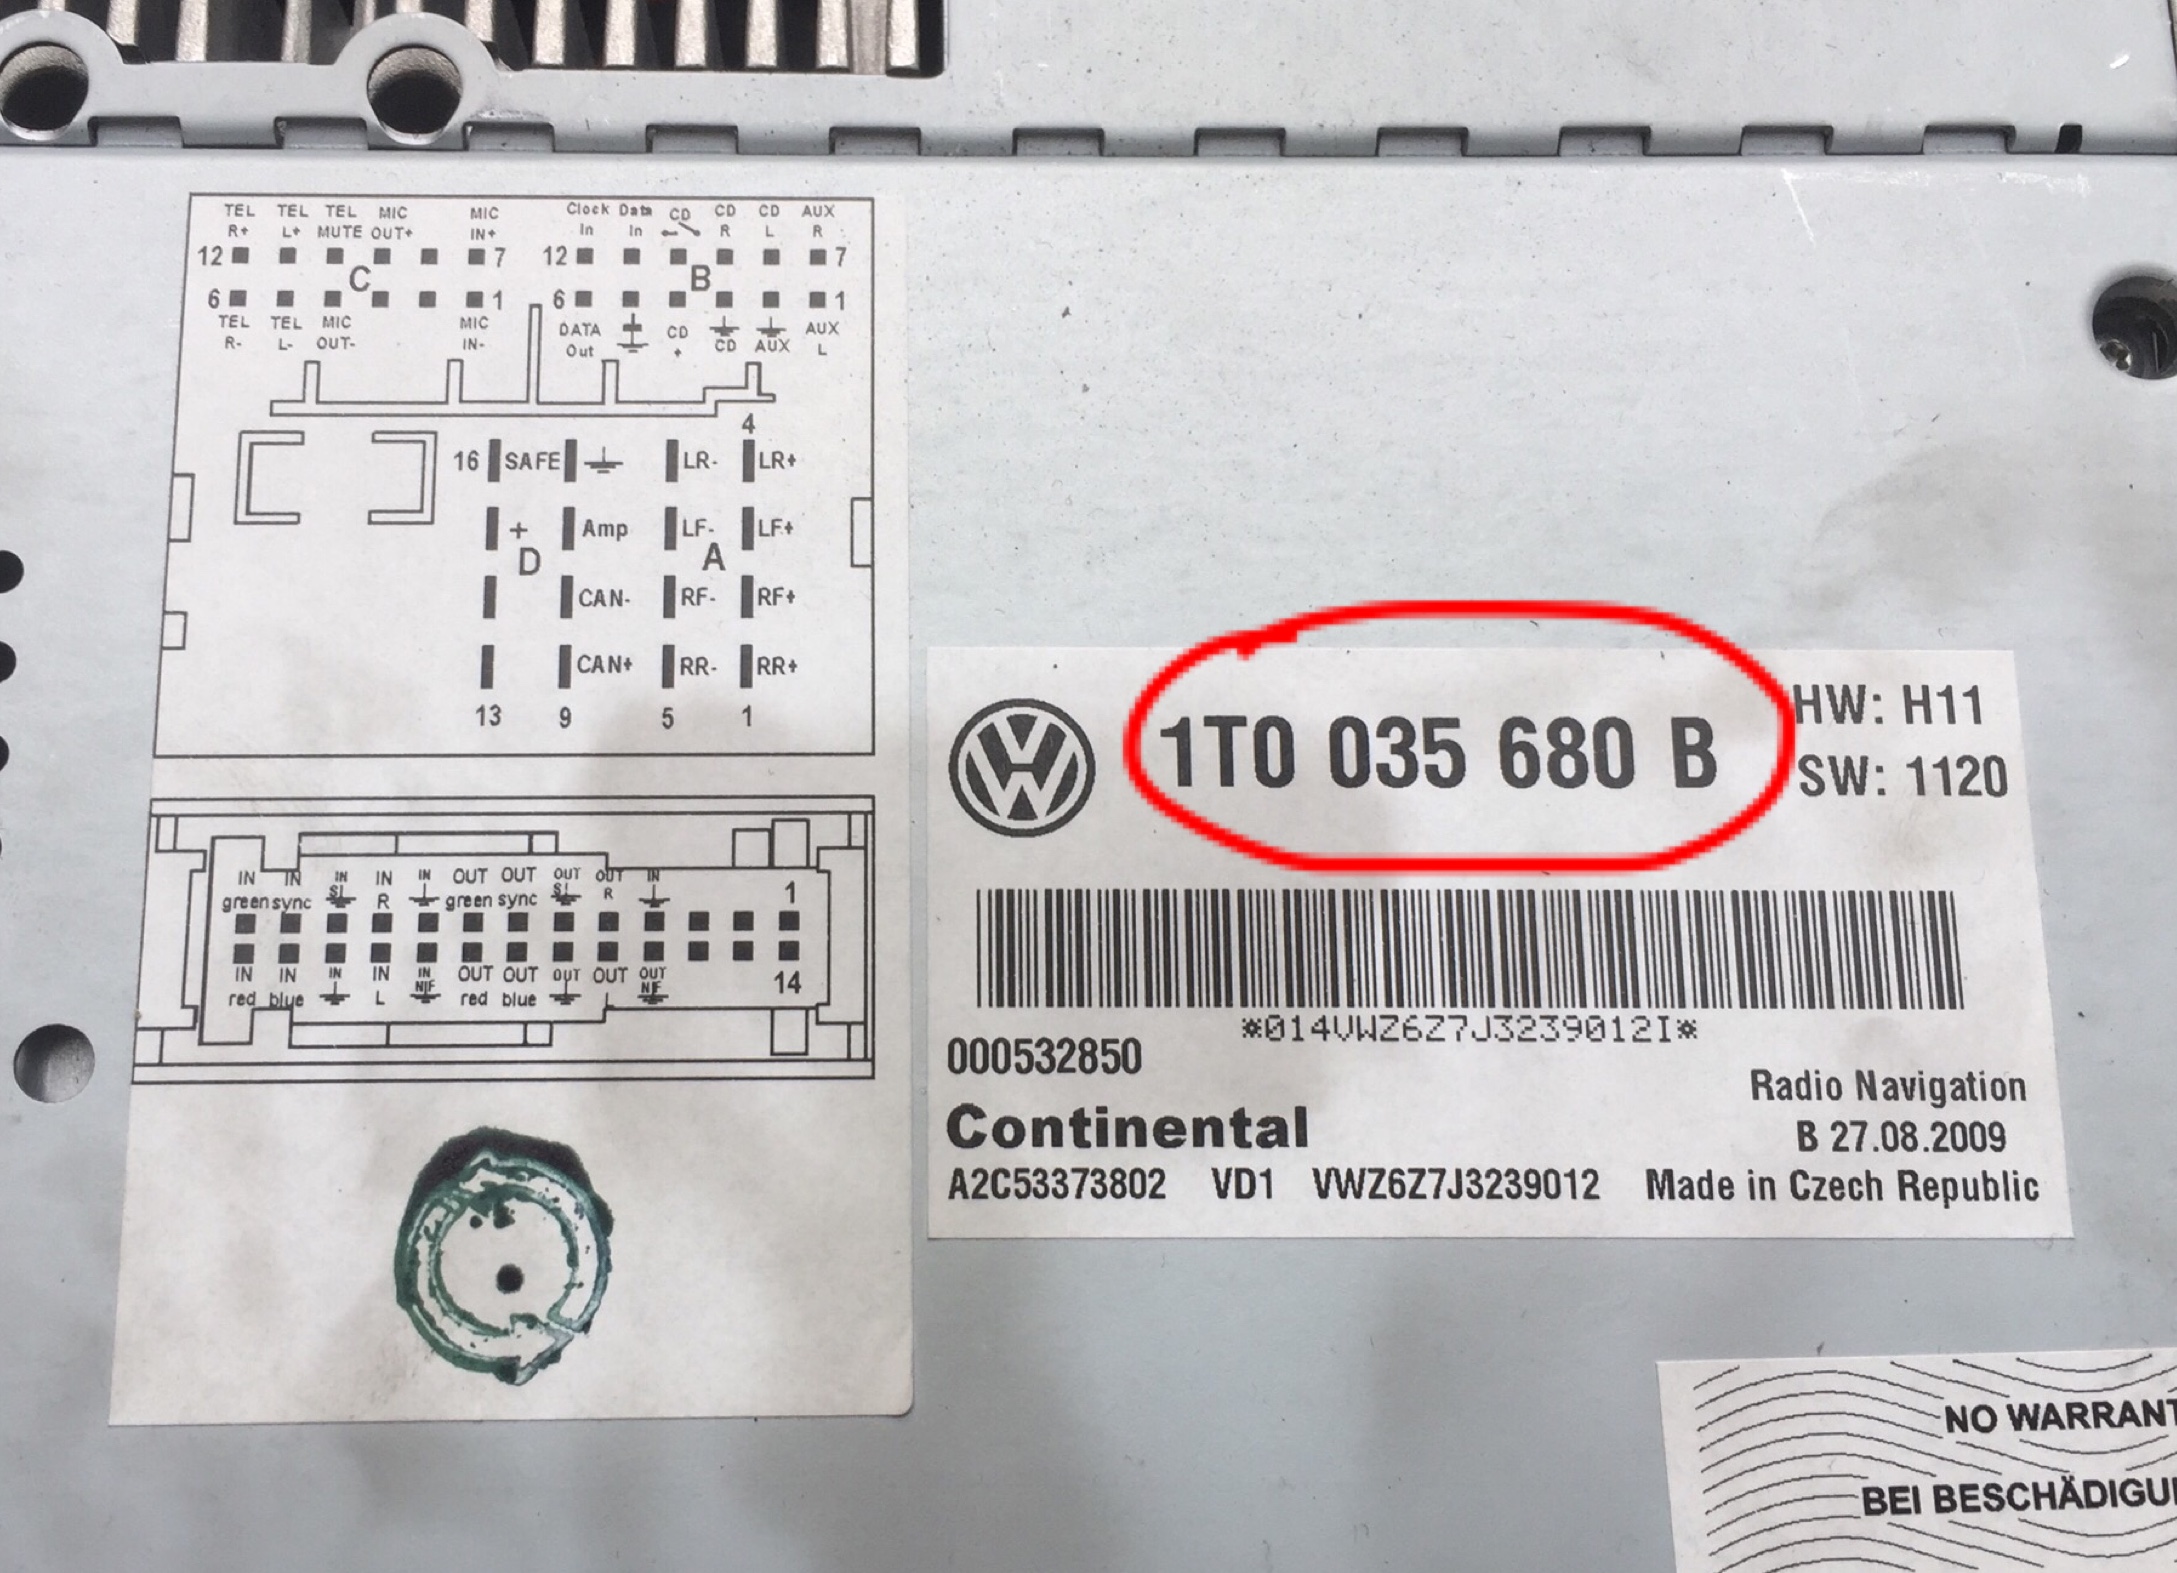 TEL TEL TEL MIC MIC
R+ L+ MUTE OUT+ IN+
12 7
C
6 1
TEL TEL MIC MIC
R- L- OUT- IN-
Clock Data CD CD CD AUX
In In R L R
12 7
B
6 1
DATA CD AUX
Out + CD AUX L
4
16 SAFE LR- LR+
+ Amp LF- LF+
D A
CAN- RF- RF+
CAN+ RR- RR+
13 9 5 1
IN IN IN IN IN OUT OUT OUT OUT IN
green sync SL R green sync SL R 1
IN IN IN IN IN OUT OUT OUT OUT OUT
red blue L NF red blue L NF 14
1T0 035 680 B
HW: H11
SW: 1120
*014VWZ6Z7J3239012I*
000532850
Radio Navigation
Continental
B 27.08.2009
A2C53373802 VD1 VWZ6Z7J3239012 Made in Czech Republic
NO WARRANT
BEI BESCHÄDIGU